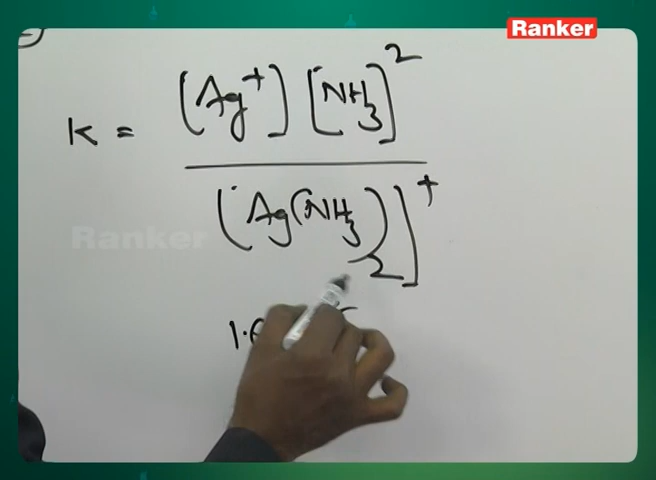 Ranker
K = [Ag+] [NH3]2
[Ag(NH3)2]+
Ranker